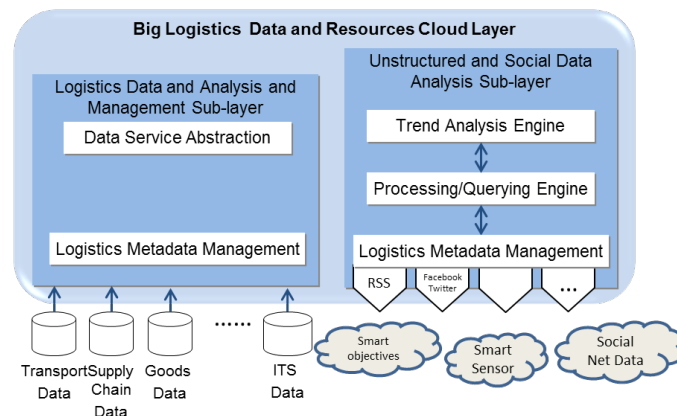 Big Logistics Data and Resources Cloud Layer
Logistics Data and Analysis and
Management Sub-layer
Data Service Abstraction
Logistics Metadata Management
Unstructured and Social Data
Analysis Sub-layer
Trend Analysis Engine
Processing/Querying Engine
Logistics Metadata Management
RSS
Facebook
Twitter
...
Transport
Data
Supply
Chain
Data
Goods
Data
......
ITS
Data
Smart
objectives
Smart
Sensor
Social
Net Data